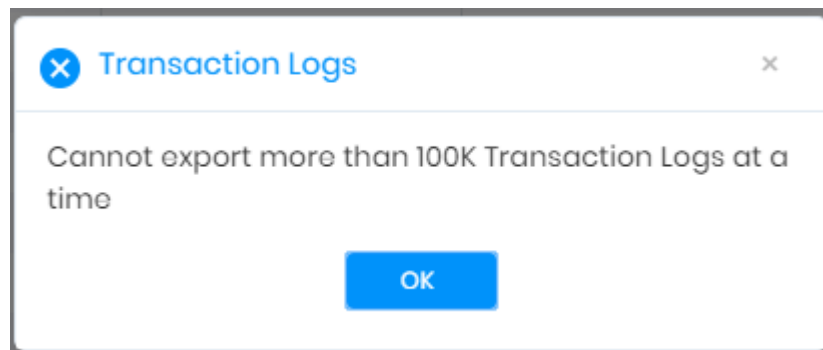 Transaction Logs
×
Cannot export more than 100K Transaction Logs at a
time
OK